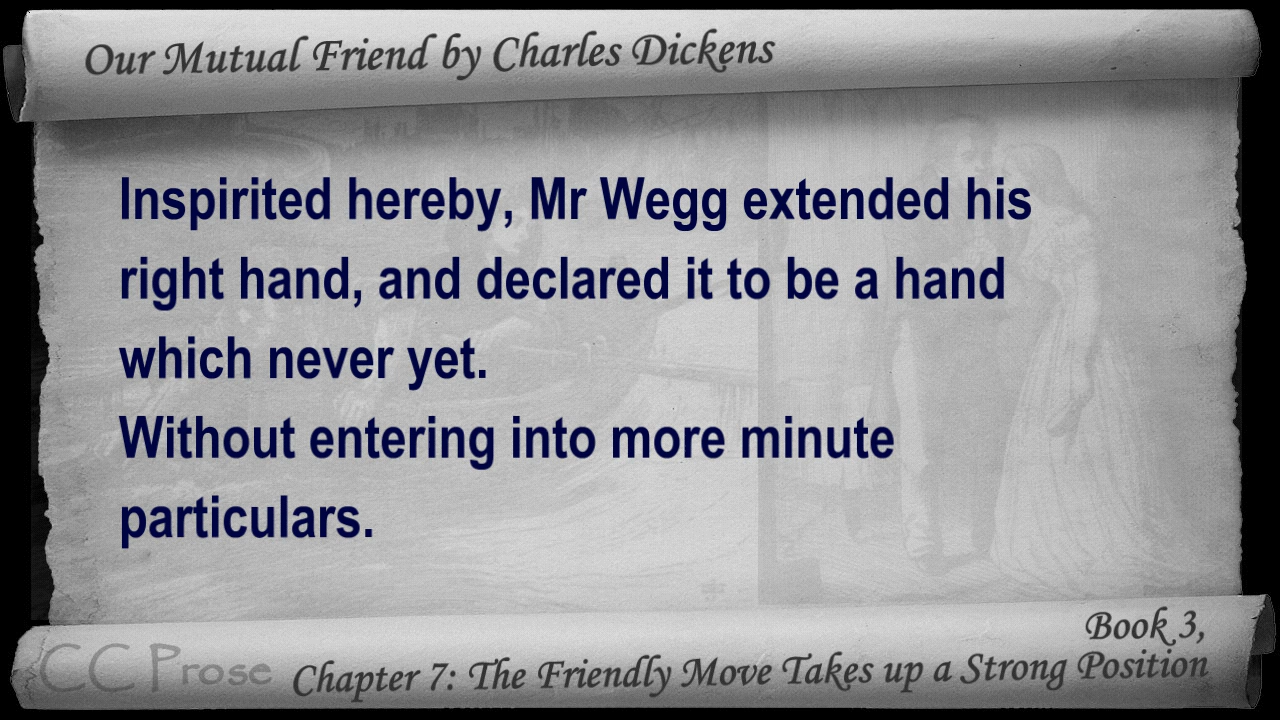 Our Mutual Friend by Charles Dickens
Inspirited hereby, Mr Wegg extended his
right hand, and declared it to be a hand
which never yet.
Without entering into more minute
particulars.
Book 3,
CC Prose
Chapter 7: The Friendly Move Takes up a Strong Position